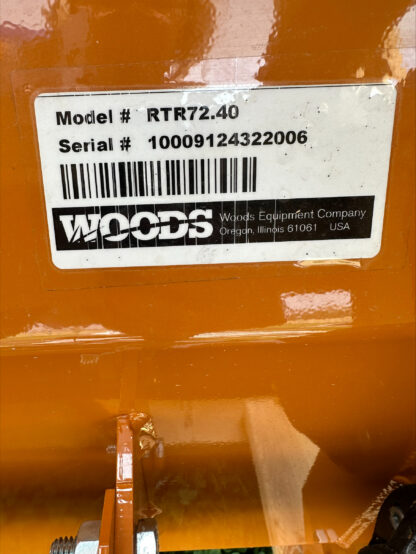 Model # RTR72.40
Serial # 10009124322006
WOODS
Woods Equipment Company
Oregon, Illinois 61061 USA